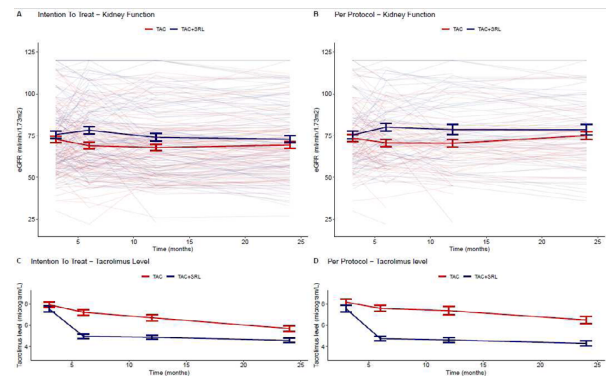 A Intention To Treat – Kidney Function
TAC TAC+SRL
eGFR (ml/min/1.73m2)
125
100
75
50
25
5 10 15 20 25
Time (months)
B Per Protocol – Kidney Function
TAC TAC+SRL
eGFR (ml/min/1.73m2)
125
100
75
50
25
5 10 15 20 25
Time (months)
C Intention To Treat – Tacrolimus Level
TAC TAC+SRL
Tacrolimus level (microgram/L)
8
6
4
5 10 15 20 25
Time (months)
D Per Protocol – Tacrolimus level
TAC TAC+SRL
Tacrolimus level (microgram/L)
8
6
4
5 10 15 20 25
Time (months)